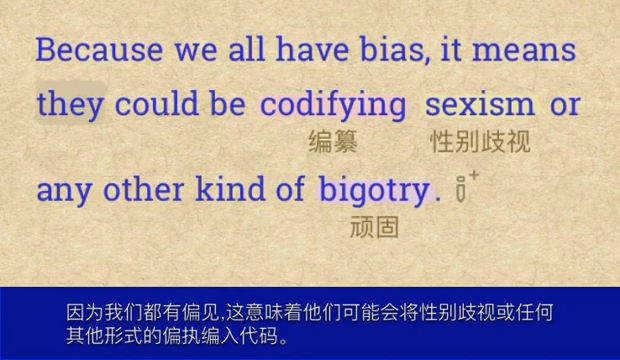 Because we all have bias, it means
they could be codifying sexism or
编纂 性别歧视
any other kind of bigotry.
顽固
因为我们都有偏见,这意味着他们可能会将性别歧视或任何
其他形式的偏执编入代码。